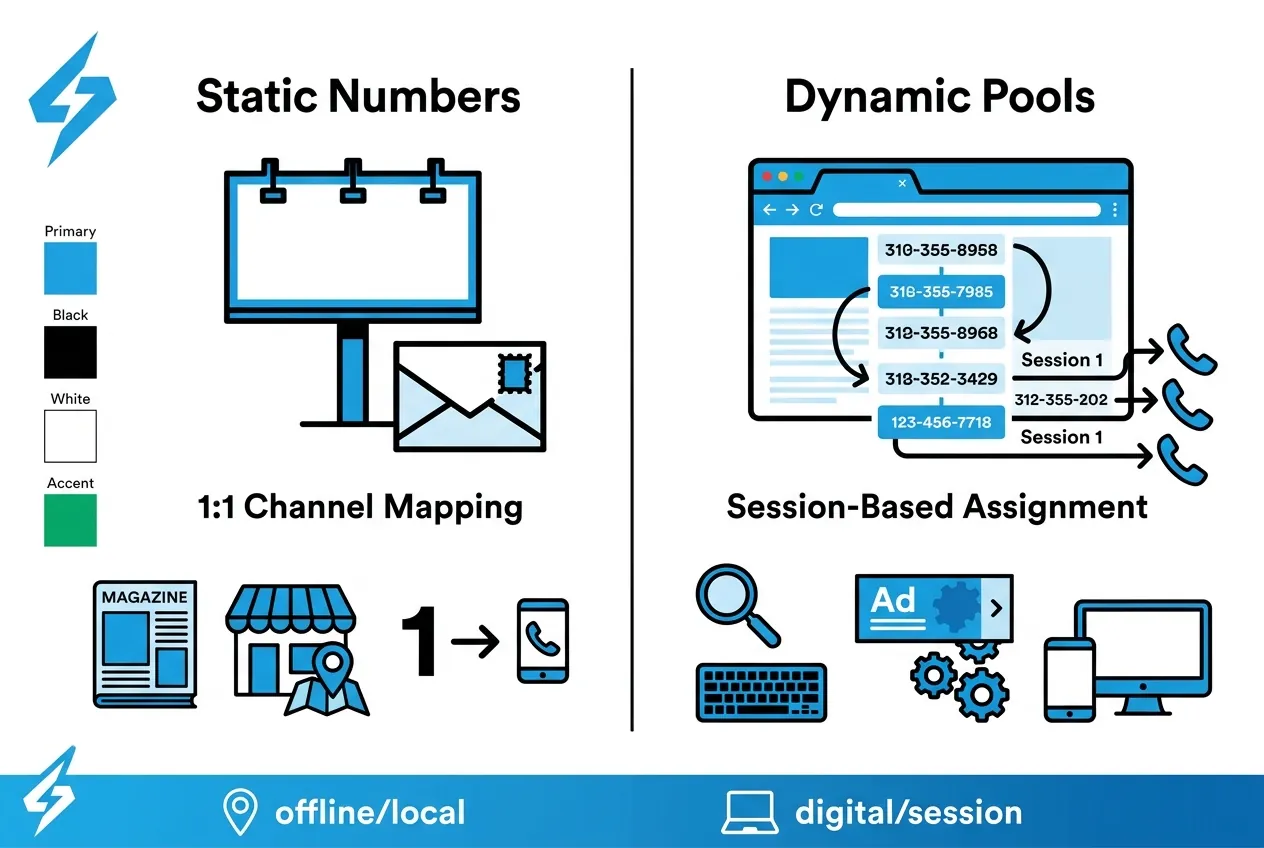 Static Numbers
Dynamic Pools
Primary
Black
White
Accent
1:1 Channel Mapping
MAGAZINE
1
310-355-8958
310-355-7985
312-355-8968
318-352-3429
123-456-7718
Session 1
312-355-202
Session 1
Session-Based Assignment
Ad
offline/local
digital/session